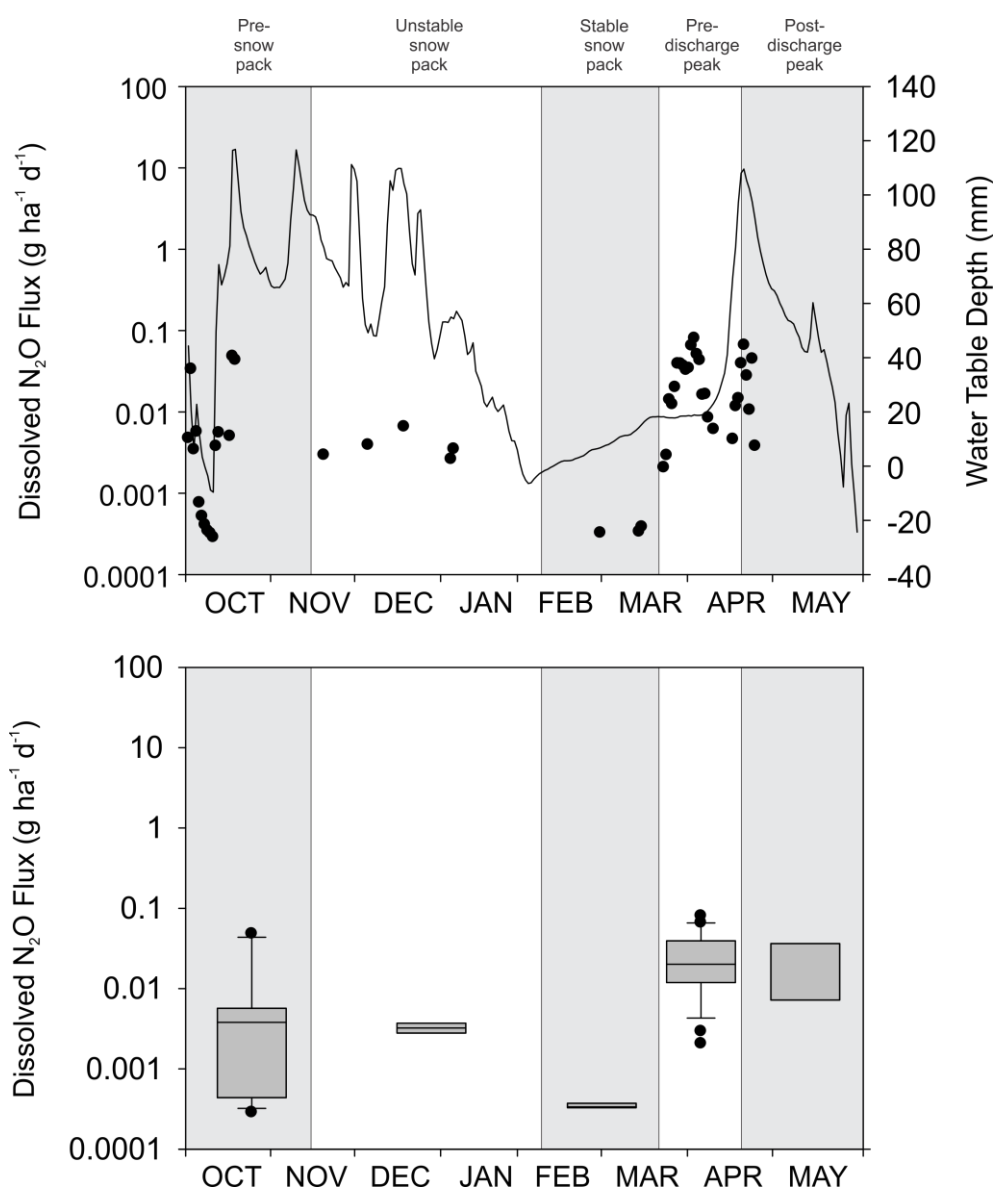 Pre-
snow
pack
Unstable
snow
pack
Stable
snow
pack
Pre-
discharge
peak
Post-
discharge
peak
Dissolved N₂O Flux (g ha⁻¹ d⁻¹)
100
10
1
0.1
0.01
0.001
0.0001
140
120
100
80
60
40
20
0
-20
-40
Water Table Depth (mm)
OCT NOV DEC JAN FEB MAR APR MAY
Dissolved N₂O Flux (g ha⁻¹ d⁻¹)
100
10
1
0.1
0.01
0.001
0.0001
OCT NOV DEC JAN FEB MAR APR MAY